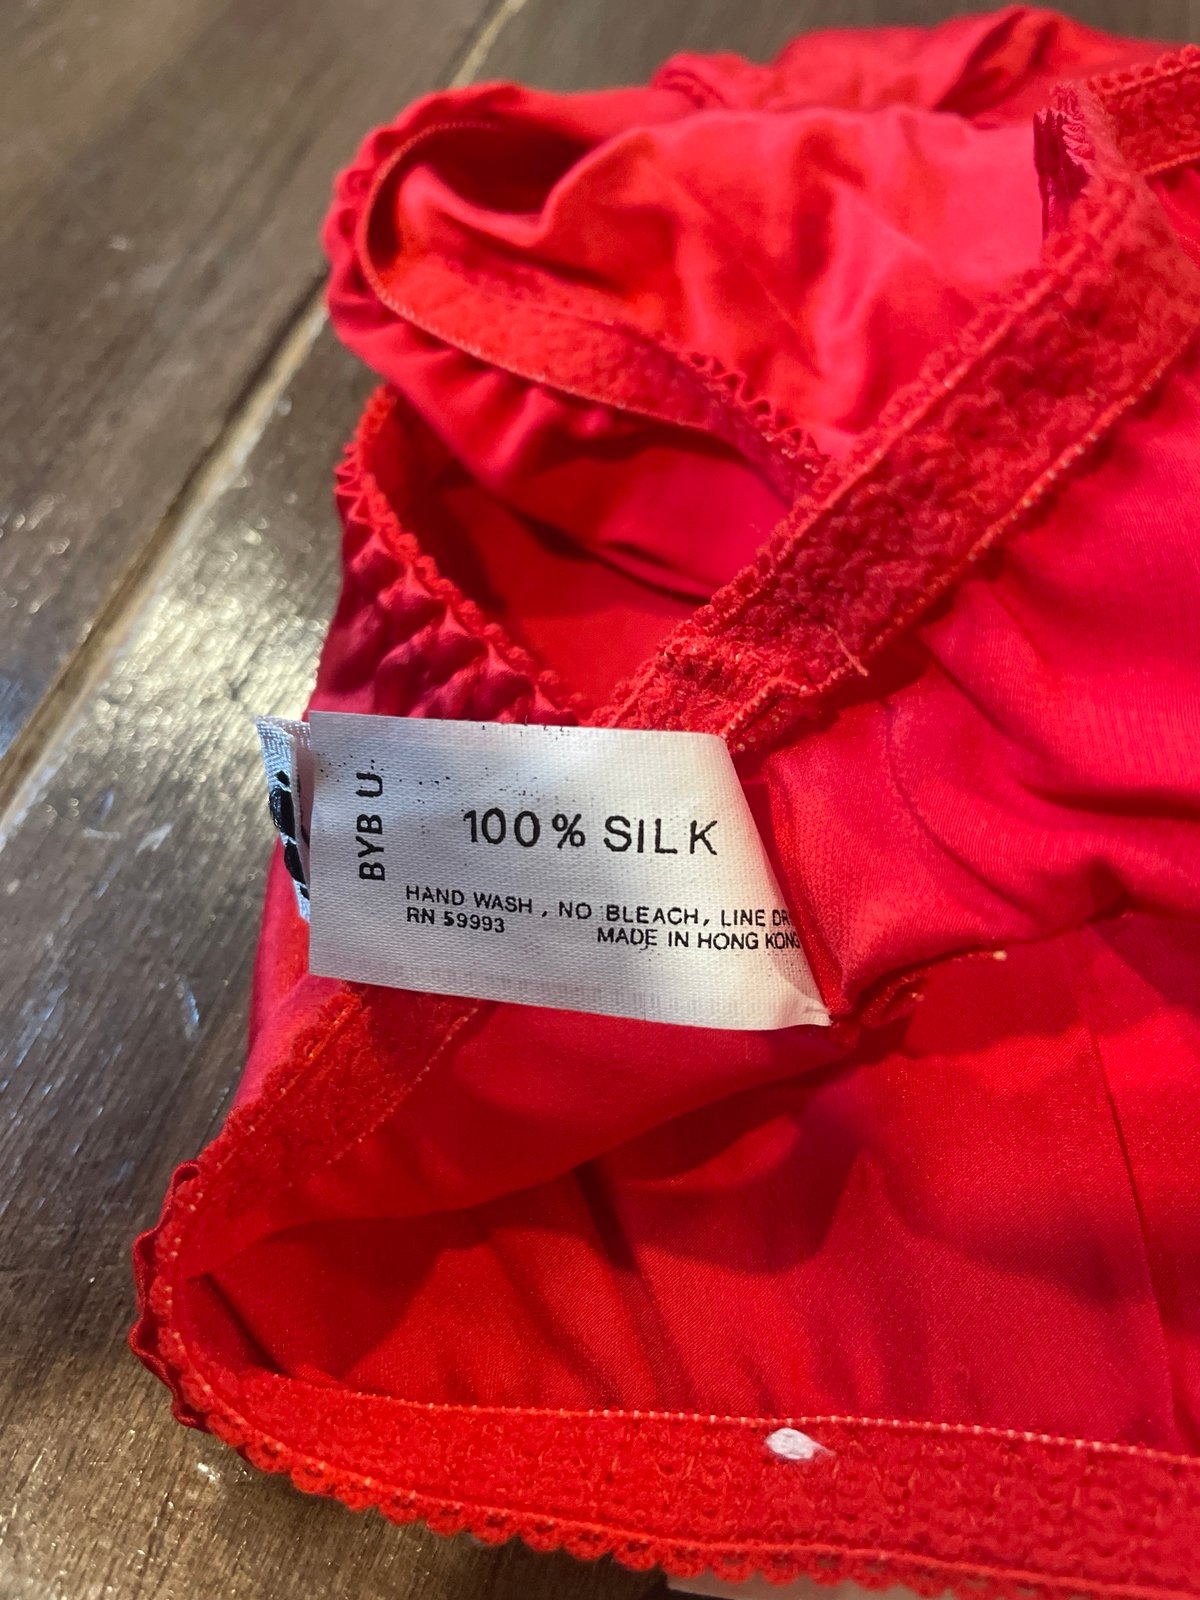 BYB U
100% SILK
HAND WASH, NO BLEACH, LINE DR
RN 59993
MADE IN HONG KONG